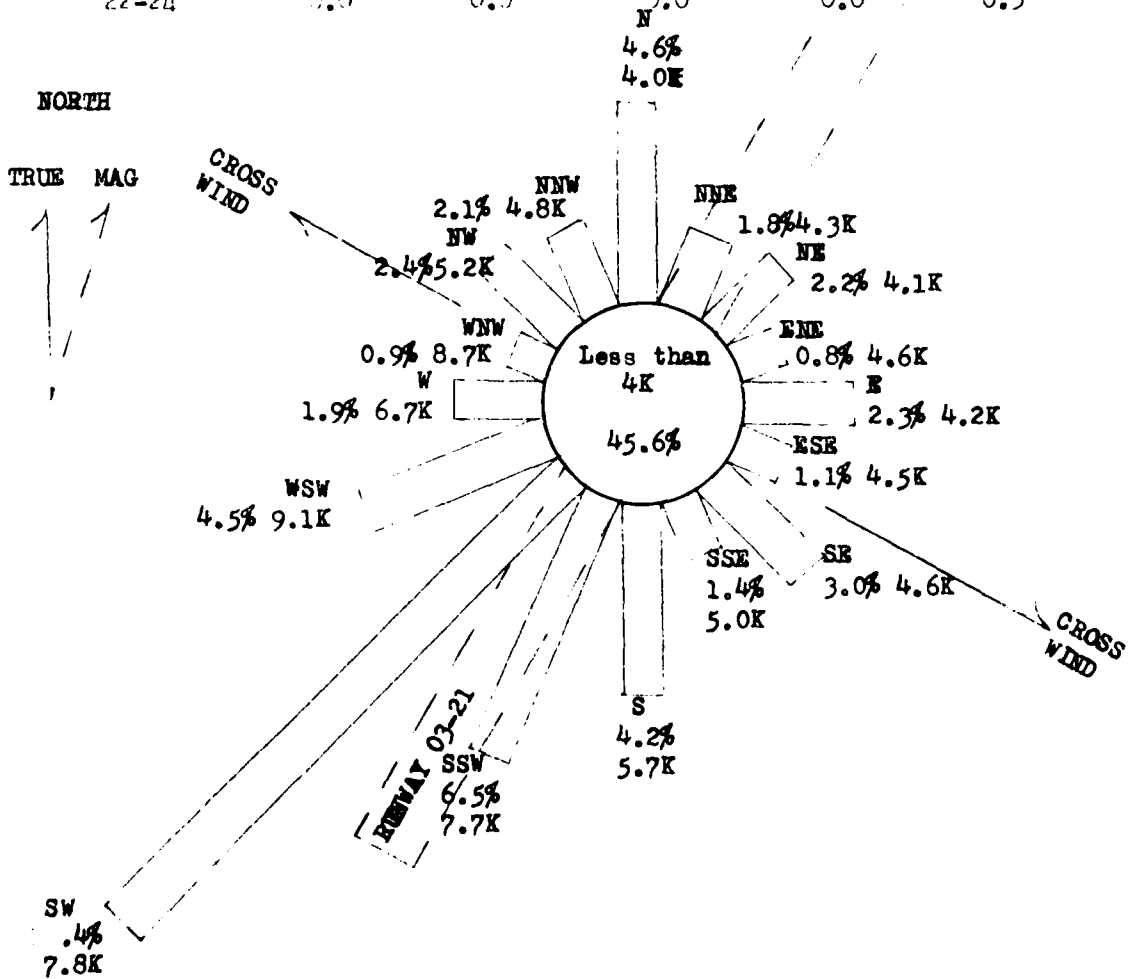 22-24
0.5
N
4.6%
4.0K
NORTH
TRUE MAG
CROSS
WIND
NNW
2.1% 4.8K
NNE
1.8% 4.3K
NW
2.4% 5.2K
NE
2.2% 4.1K
WNW
0.9% 8.7K
ENE
0.8% 4.6K
Less than
4K
45.6%
W
1.9% 6.7K
E
2.3% 4.2K
ESE
1.1% 4.5K
WSW
4.5% 9.1K
SSE
1.4%
5.0K
SE
3.0% 4.6K
CROSS
WIND
S
4.2%
5.7K
RUNWAY 03-21
SSW
6.5%
7.7K
SW
.4%
7.8K